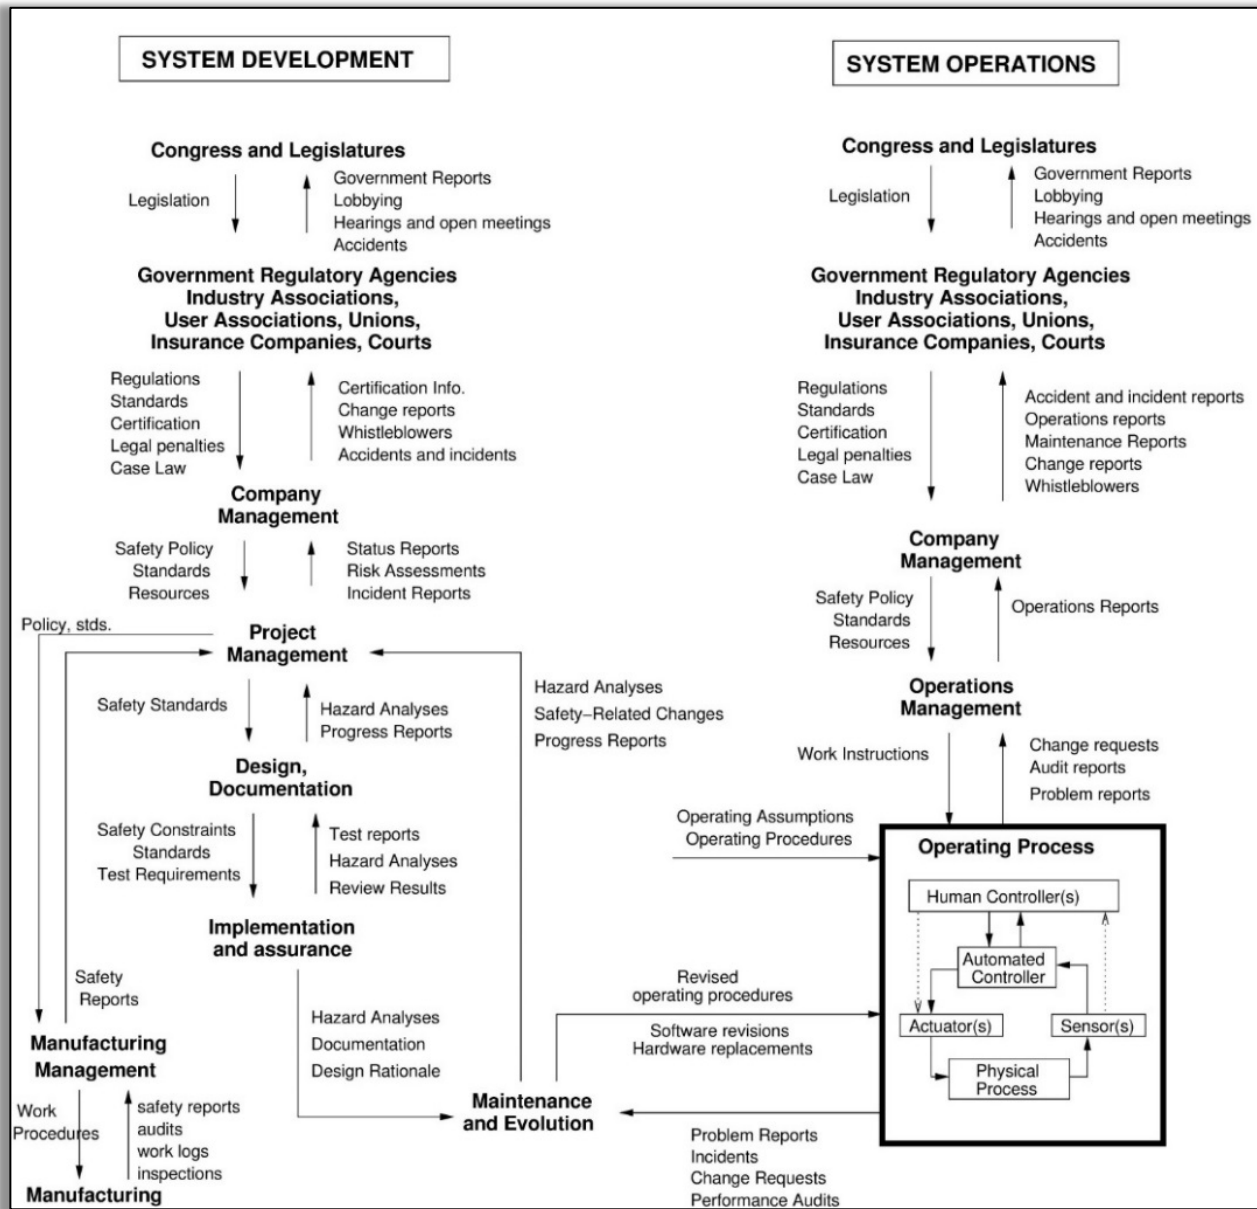 SYSTEM DEVELOPMENT
Congress and Legislatures
Legislation
Government Reports
Lobbying
Hearings and open meetings
Accidents
Government Regulatory Agencies
Industry Associations,
User Associations, Unions,
Insurance Companies, Courts
Regulations
Standards
Certification
Legal penalties
Case Law
Certification Info.
Change reports
Whistleblowers
Accidents and incidents
Company
Management
Safety Policy
Standards
Resources
Status Reports
Risk Assessments
Incident Reports
Policy, stds.
Project
Management
Safety Standards
Hazard Analyses
Progress Reports
Hazard Analyses
Safety–Related Changes
Progress Reports
Design,
Documentation
Safety Constraints
Standards
Test Requirements
Test reports
Hazard Analyses
Review Results
Implementation
and assurance
Safety
Reports
Hazard Analyses
Documentation
Design Rationale
Manufacturing
Management
Work
Procedures
safety reports
audits
work logs
inspections
Manufacturing
Maintenance
and Evolution
SYSTEM OPERATIONS
Congress and Legislatures
Legislation
Government Reports
Lobbying
Hearings and open meetings
Accidents
Government Regulatory Agencies
Industry Associations,
User Associations, Unions,
Insurance Companies, Courts
Regulations
Standards
Certification
Legal penalties
Case Law
Accident and incident reports
Operations reports
Maintenance Reports
Change reports
Whistleblowers
Company
Management
Safety Policy
Standards
Resources
Operations Reports
Operations
Management
Work Instructions
Change requests
Audit reports
Problem reports
Operating Assumptions
Operating Procedures
Operating Process
Human Controller(s)
Automated
Controller
Actuator(s)
Sensor(s)
Physical
Process
Revised
operating procedures
Software revisions
Hardware replacements
Problem Reports
Incidents
Change Requests
Performance Audits